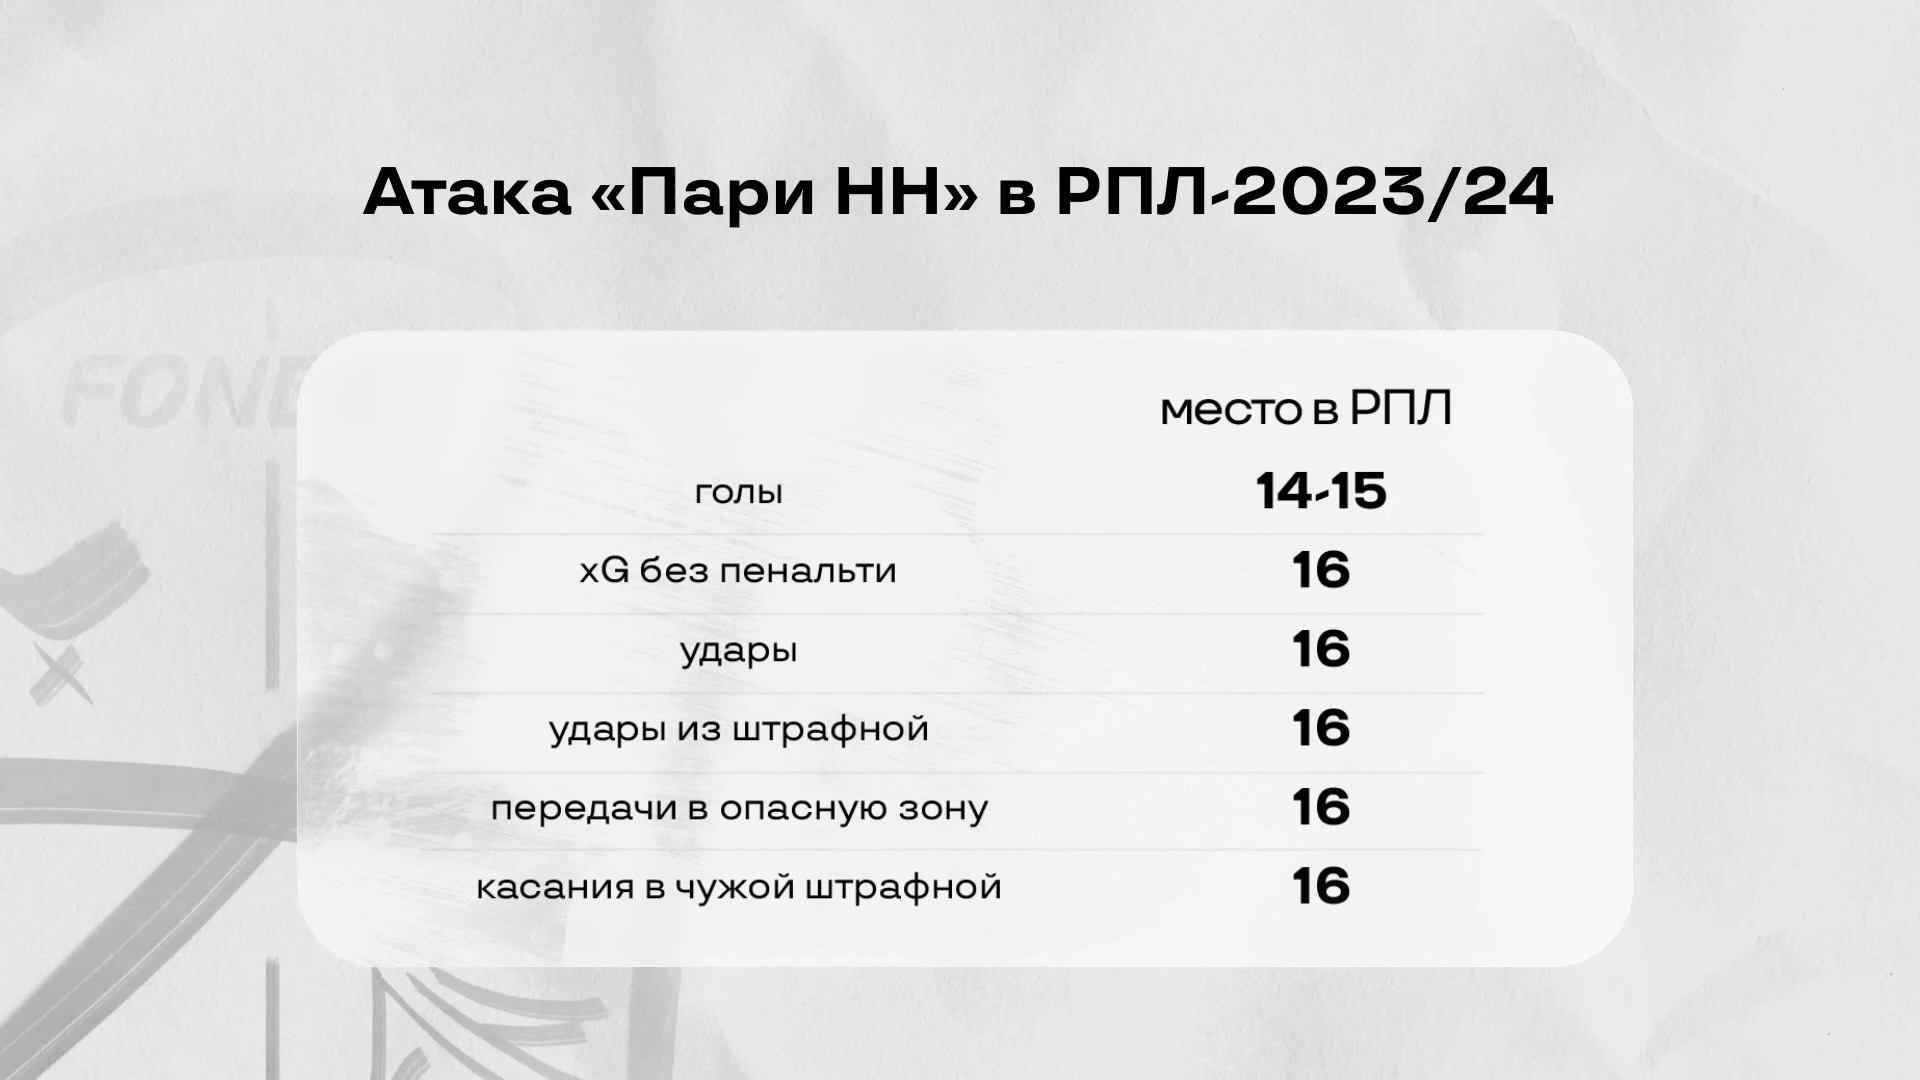 Атака «Пари НН» в РПЛ-2023/24
место в РПЛ
голы 14-15
xG без пенальти 16
удары 16
удары из штрафной 16
передачи в опасную зону 16
касания в чужой штрафной 16